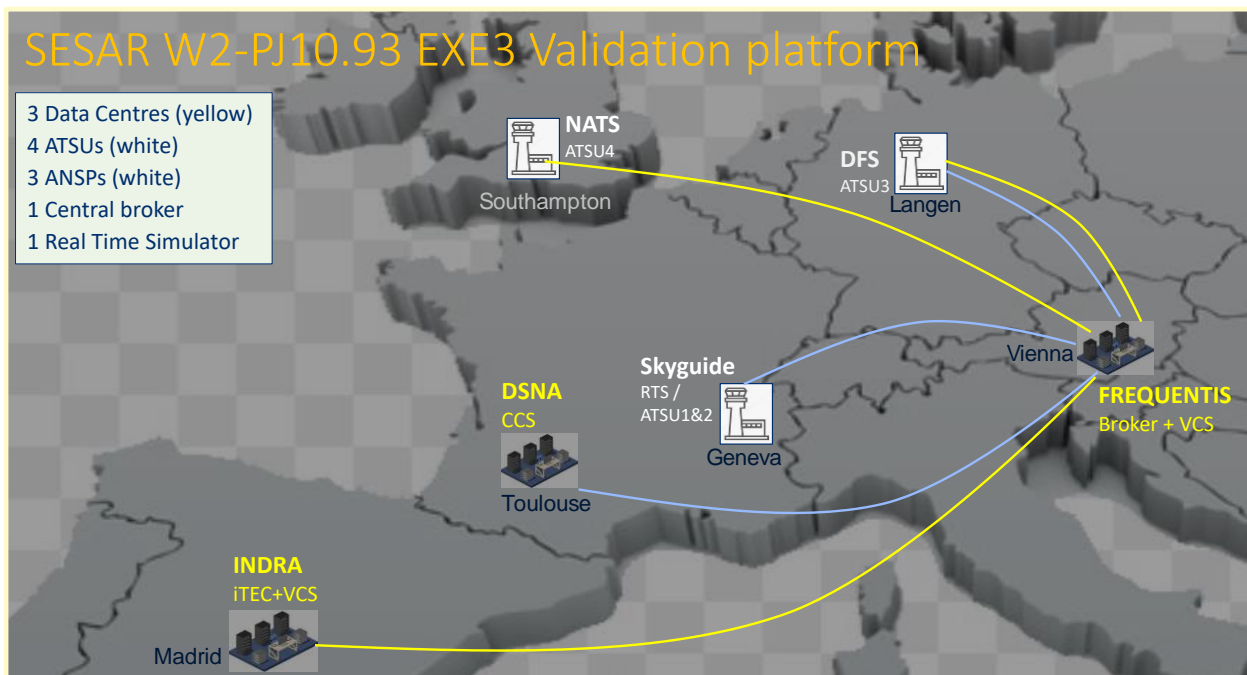 SESAR W2-PJ10.93 EXE3 Validation platform
3 Data Centres (yellow)
4 ATSUs (white)
3 ANSPs (white)
1 Central broker
1 Real Time Simulator
NATS
ATSU4
Southampton
DFS
ATSU3
Langen
Vienna
FREQUENTIS
Broker + VCS
Skyguide
RTS /
ATSU1&2
Geneva
DSNA
CCS
Toulouse
INDRA
iTEC+VCS
Madrid